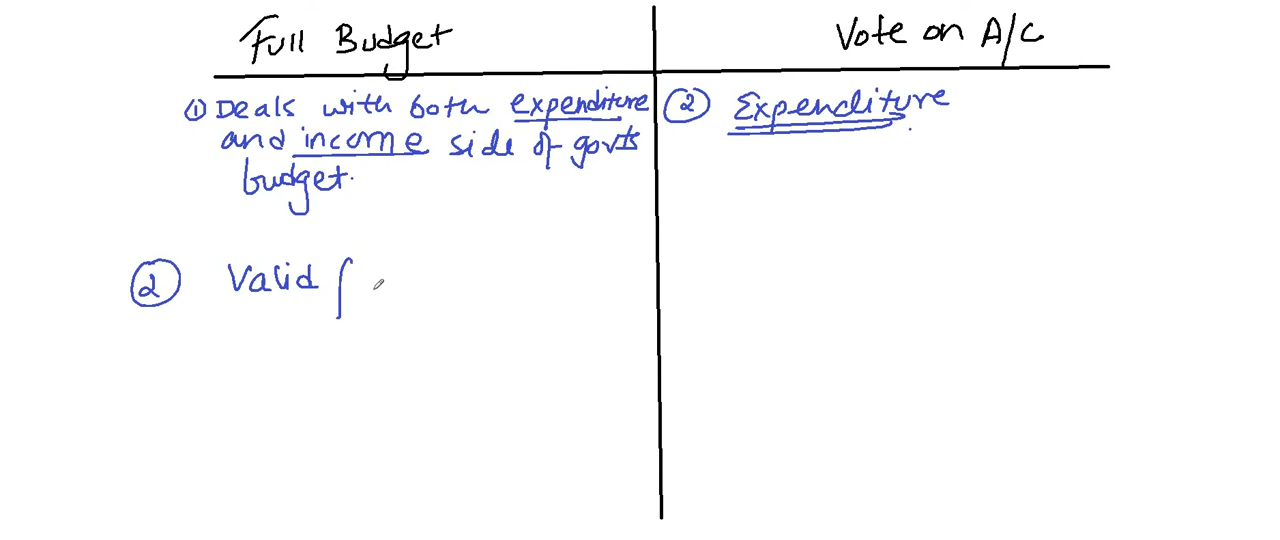 Full Budget
Vote on A/C
① Deals with both expenditure
and income side of govts
budget.
② Expenditure
② Valid